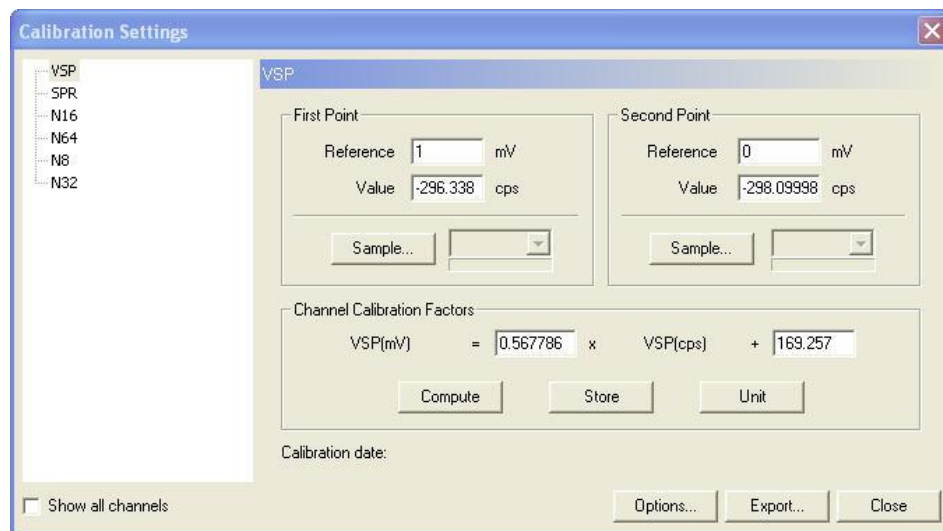 Calibration Settings
VSP
SPR
N16
N64
N8
N32
VSP
First Point
Reference 1 mV
Value -296.338 cps
Sample...
Second Point
Reference 0 mV
Value -298.09998 cps
Sample...
Channel Calibration Factors
VSP(mV) = 0.567786 x VSP(cps) + 169.257
Compute Store Unit
Calibration date:
Show all channels
Options... Export... Close